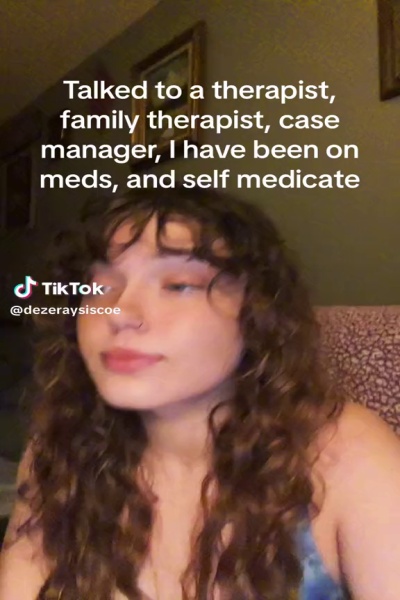 Talked to a therapist,
family therapist, case
manager, I have been on
meds, and self medicate
TikTok
@dezeraysiscoe